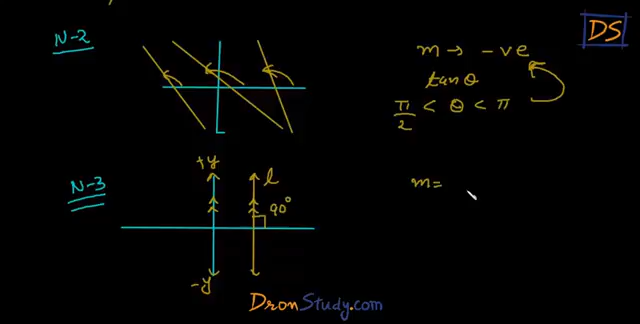 DS
N-2
m → -ve
tan θ
π/2 < θ < π
N-3
+y
l
90°
-y
m=
DronStudy.com